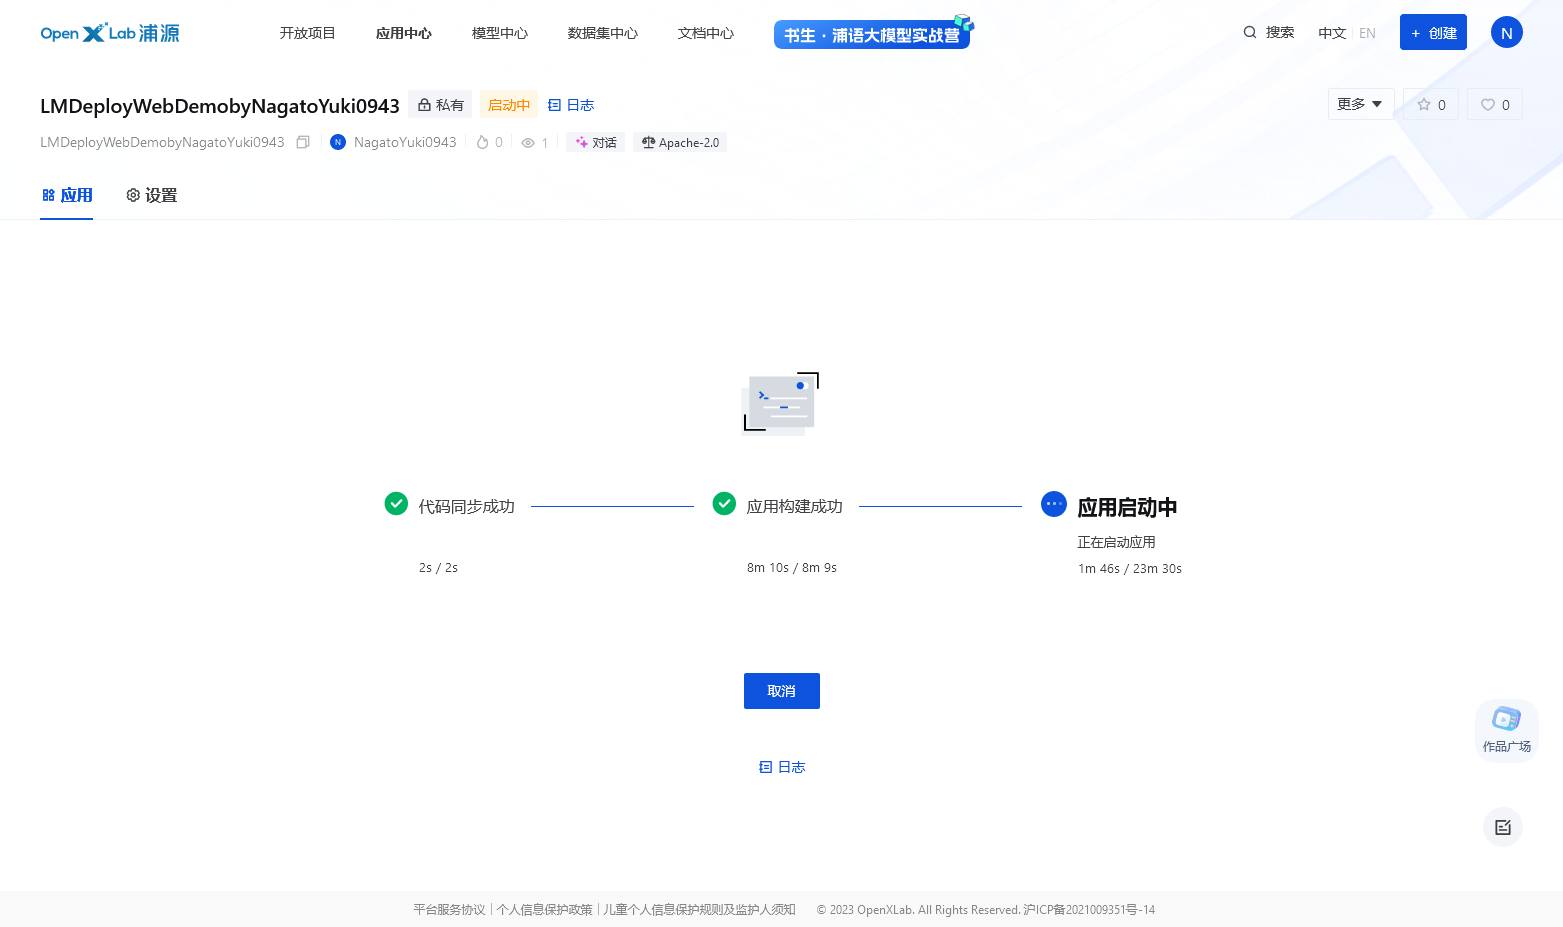 OpenXLab浦源 开放项目 应用中心 模型中心 数据集中心 文档中心 书生·浦语大模型实战营 搜索 中文 EN + 创建 N
LMDeployWebDemobyNagatoYuki0943 私有 启动中 日志 更多 0 0
LMDeployWebDemobyNagatoYuki0943 N NagatoYuki0943 0 1 对话 Apache-2.0
应用 设置
代码同步成功 应用构建成功 应用启动中
正在启动应用
2s / 2s 8m 10s / 8m 9s 1m 46s / 23m 30s
取消
作品广场
日志
平台服务协议 | 个人信息保护政策 | 儿童个人信息保护规则及监护人须知 © 2023 OpenXLab. All Rights Reserved. 沪ICP备2021009351号-14